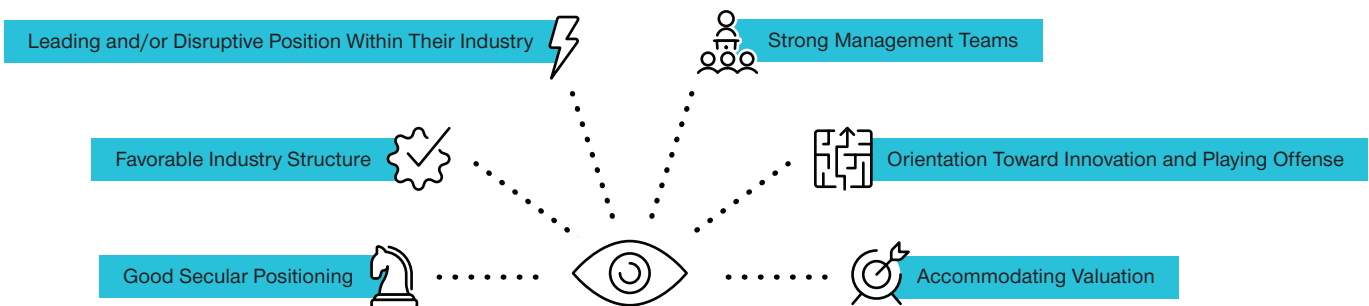 Leading and/or Disruptive Position Within Their Industry
Strong Management Teams
Favorable Industry Structure
Orientation Toward Innovation and Playing Offense
Good Secular Positioning
Accommodating Valuation